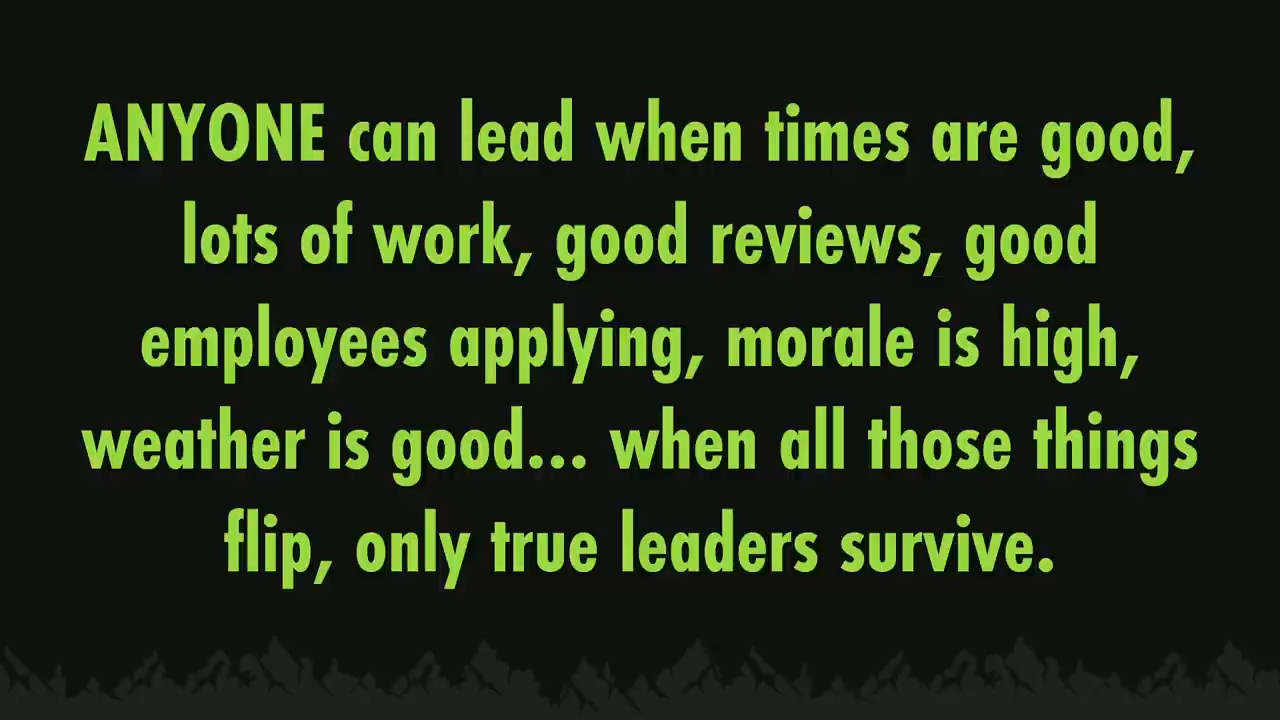 ANYONE can lead when times are good,
lots of work, good reviews, good
employees applying, morale is high,
weather is good... when all those things
flip, only true leaders survive.